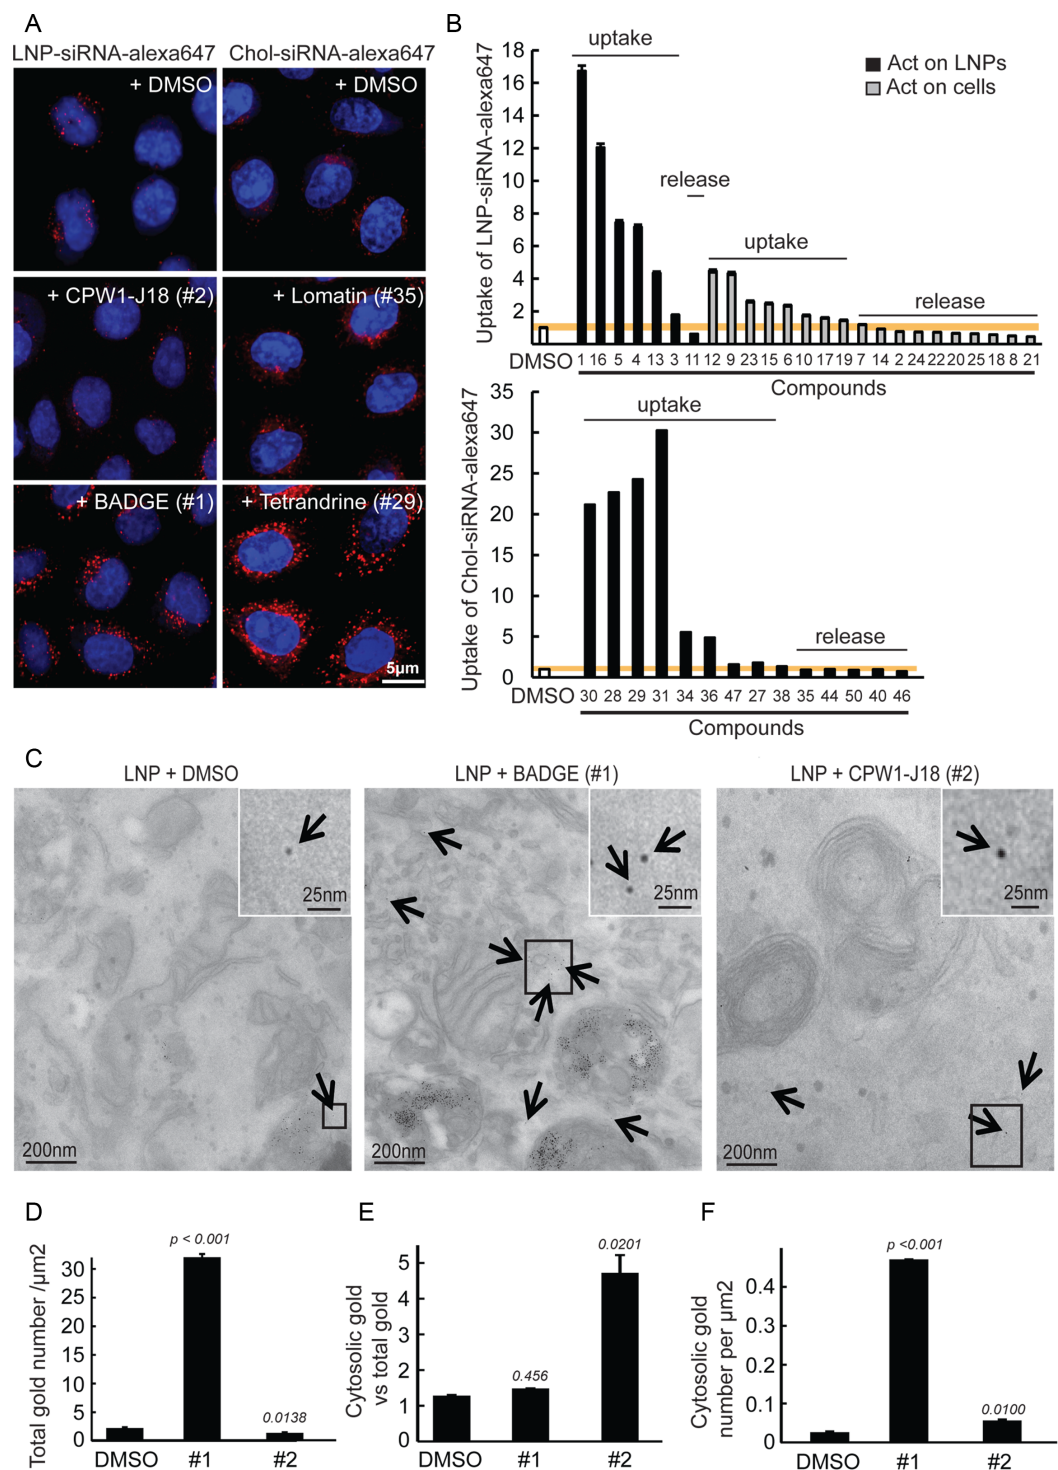 A
LNP-siRNA-alexa647
Chol-siRNA-alexa647
+ DMSO
+ DMSO
+ CPW1-J18 (#2)
+ Lomatin (#35)
+ BADGE (#1)
+ Tetrandrine (#29)
5µm
B
Uptake of LNP-siRNA-alexa647
18
16
14
12
10
8
6
4
2
uptake
release
uptake
release
Act on LNPs
Act on cells
DMSO 1 16 5 4 13 3 11 12 9 23 15 6 10 17 19 7 14 2 24 22 20 25 18 8 21
Compounds
Uptake of Chol-siRNA-alexa647
35
30
25
20
15
10
5
0
uptake
release
DMSO 30 28 29 31 34 36 47 27 38 35 44 50 40 46
Compounds
C
LNP + DMSO
LNP + BADGE (#1)
LNP + CPW1-J18 (#2)
25nm
25nm
25nm
200nm
200nm
200nm
D
Total gold number /µm2
30
25
20
15
10
5
0
p < 0.001
0.0138
DMSO #1 #2
E
Cytosolic gold
vs total gold
5
4
3
2
1
0
0.456
0.0201
DMSO #1 #2
F
Cytosolic gold
number per µm2
0.4
0.3
0.2
0.1
0
p <0.001
0.0100
DMSO #1 #2